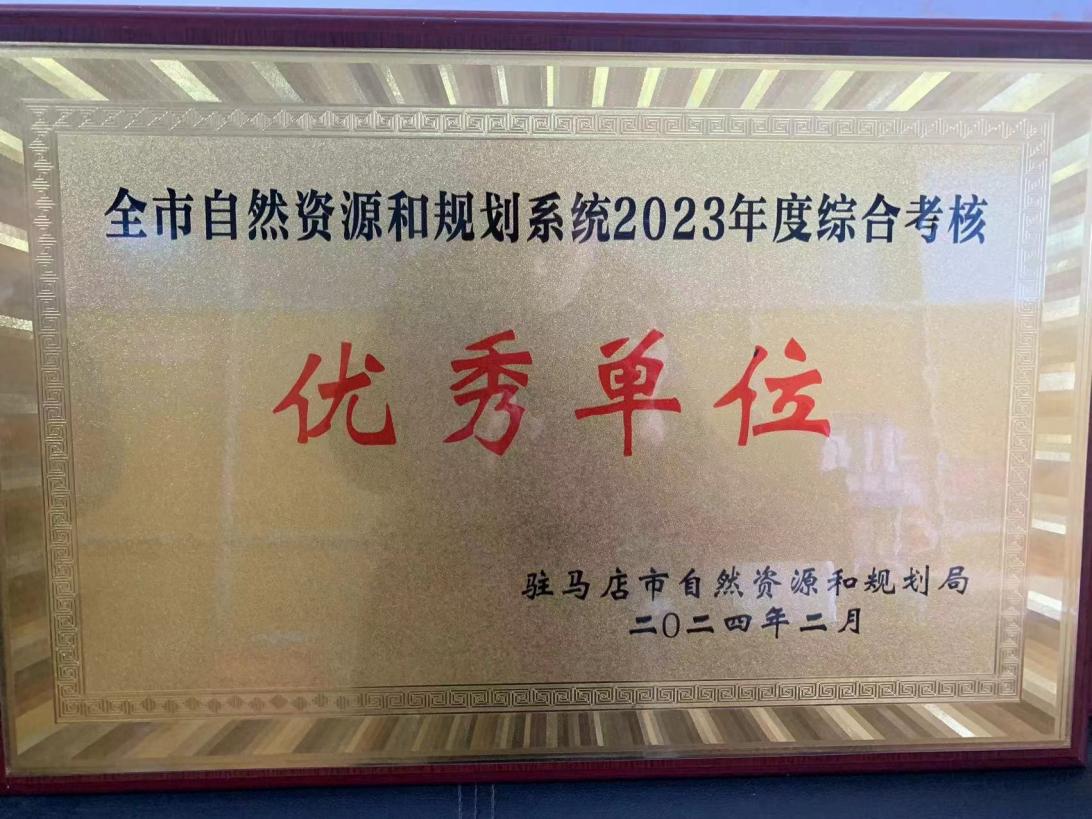 全市自然资源和规划系统2023年度综合考核
优秀单位
驻马店市自然资源和规划局
二〇二四年二月